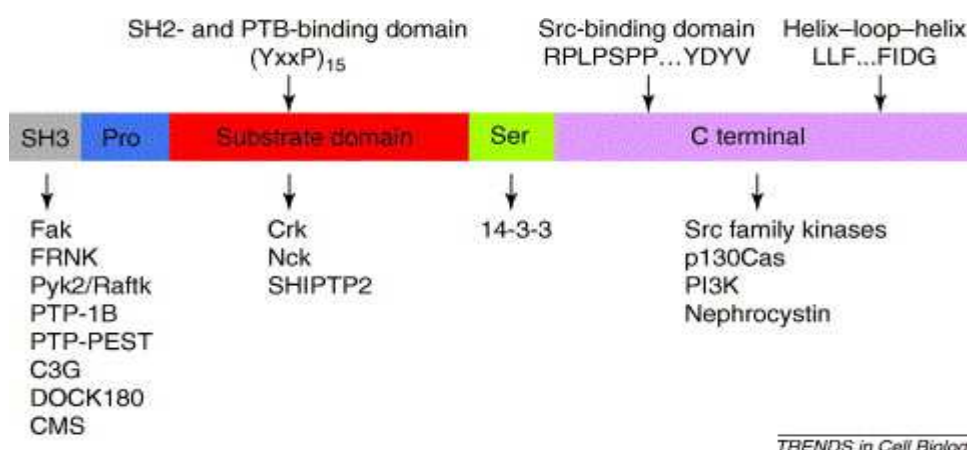 SH2- and PTB-binding domain
(YxxP)15
Src-binding domain
RPLPSPP...YDYV
Helix–loop–helix
LLF...FIDG
SH3
Pro
Substrate domain
Ser
C terminal
Fak
FRNK
Pyk2/Raftk
PTP-1B
PTP-PEST
C3G
DOCK180
CMS
Crk
Nck
SHIPTP2
14-3-3
Src family kinases
p130Cas
PI3K
Nephrocystin
TRENDS in Cell Biolog